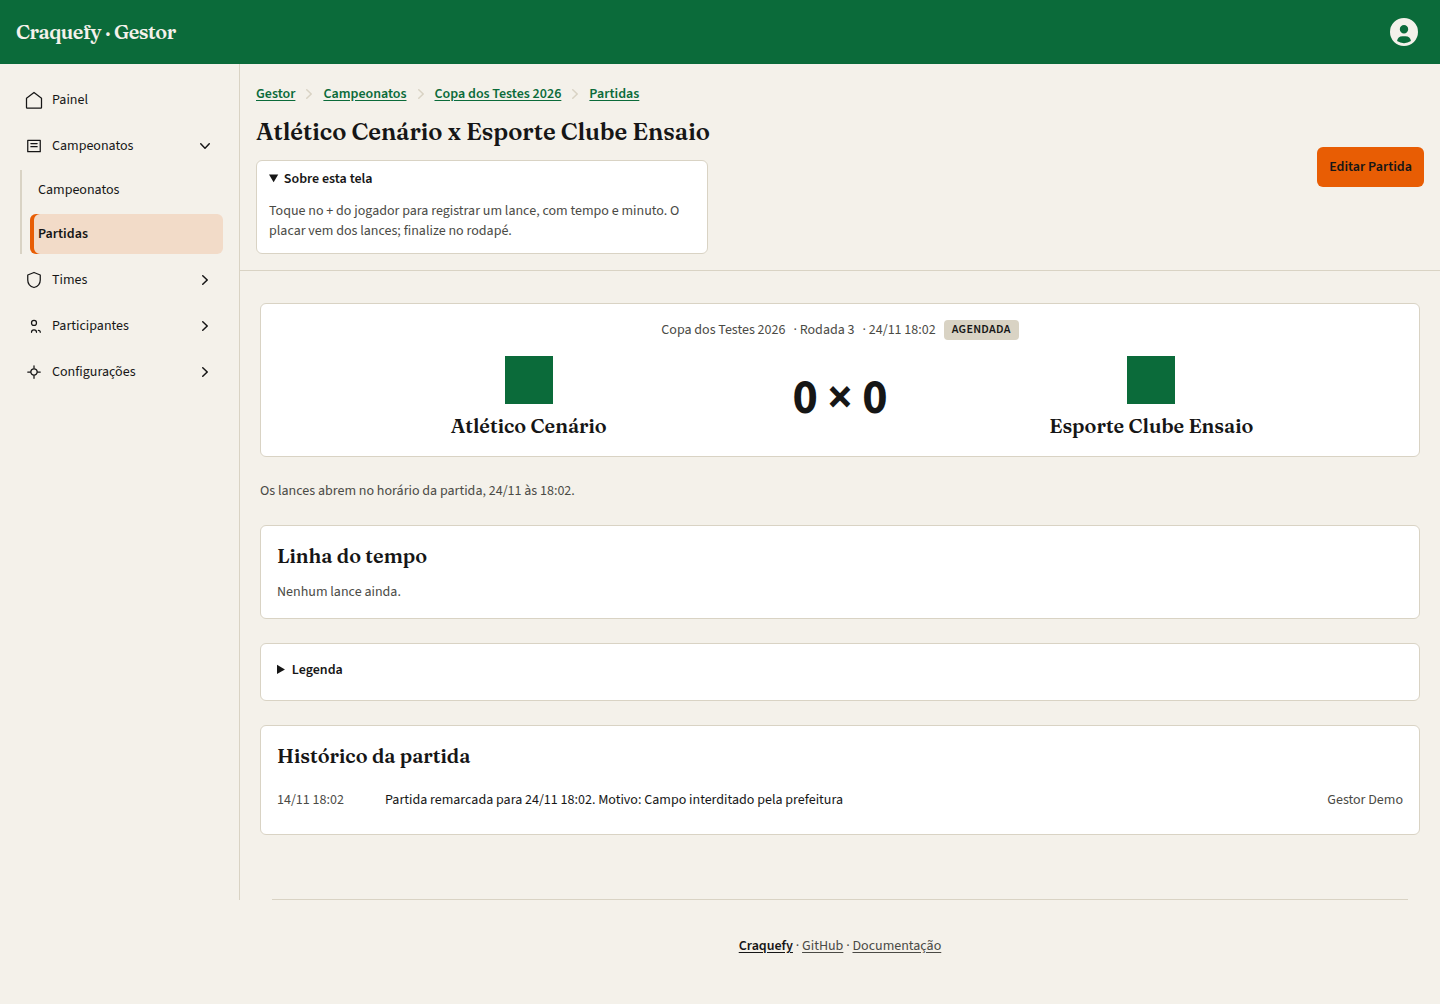 Craquefy · Gestor
Painel
Campeonatos
Campeonatos
Partidas
Times
Participantes
Configurações
Gestor
Campeonatos
Copa dos Testes 2026
Partidas
Atlético Cenário x Esporte Clube Ensaio
Sobre esta tela
Toque no + do jogador para registrar um lance, com tempo e minuto. O
placar vem dos lances; finalize no rodapé.
Editar Partida
Copa dos Testes 2026 · Rodada 3 · 24/11 18:02 AGENDADA
0 × 0
Atlético Cenário
Esporte Clube Ensaio
Os lances abrem no horário da partida, 24/11 às 18:02.
Linha do tempo
Nenhum lance ainda.
Legenda
Histórico da partida
14/11 18:02 Partida remarcada para 24/11 18:02. Motivo: Campo interditado pela prefeitura Gestor Demo
Craquefy · GitHub · Documentação